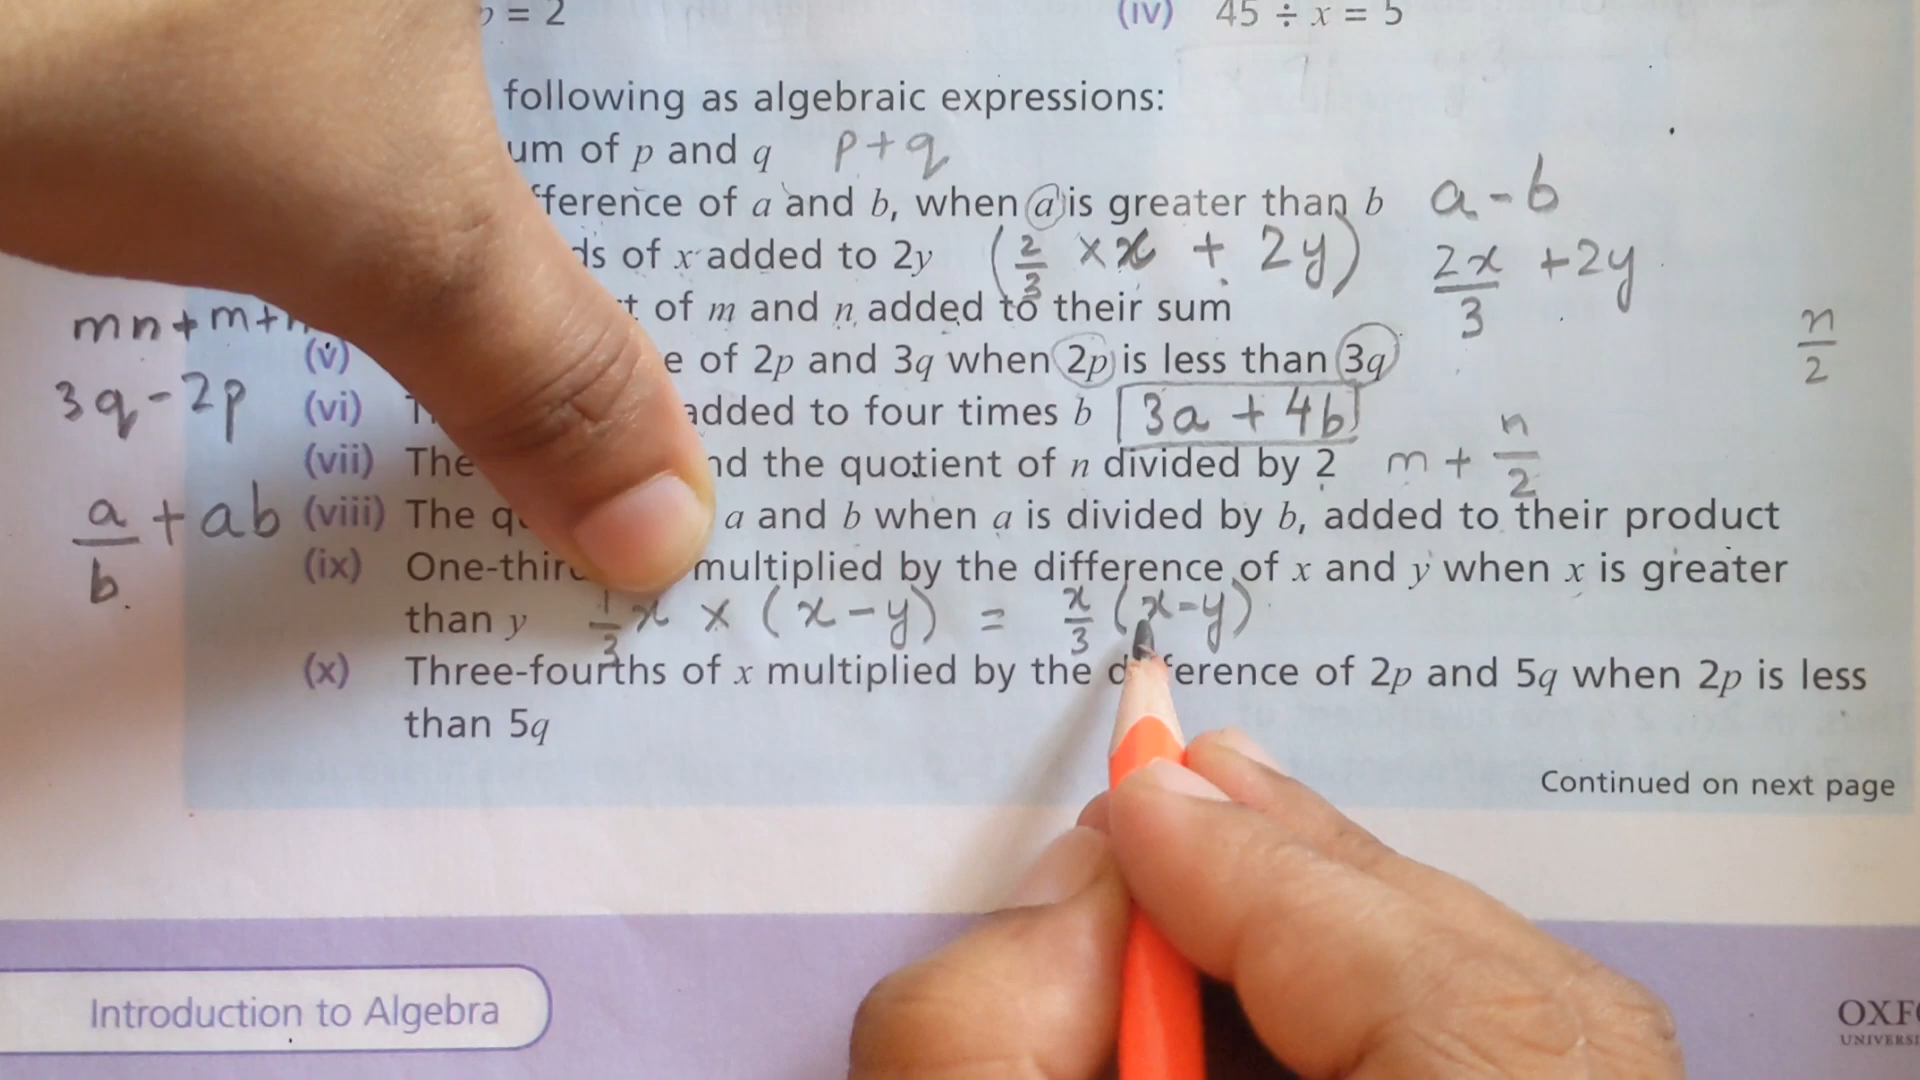 = 2 (iv) 45 ÷ x = 5
following as algebraic expressions:
um of p and q p + q
fference of a and b, when a is greater than b a - b
ds of x added to 2y (2/3 × x + 2y) 2x/3 + 2y
t of m and n added to their sum
mn + m +
(v) e of 2p and 3q when 2p is less than 3q n/2
3q - 2p (vi) added to four times b 3a + 4b
(vii) The nd the quotient of n divided by 2 m + n/2
a/b + ab (viii) The a and b when a is divided by b, added to their product
(ix) One-third multiplied by the difference of x and y when x is greater
than y 1/3 x × (x - y) = x/3 (x - y)
(x) Three-fourths of x multiplied by the difference of 2p and 5q when 2p is less
than 5q
Continued on next page
Introduction to Algebra
OXF
UNIVERSI